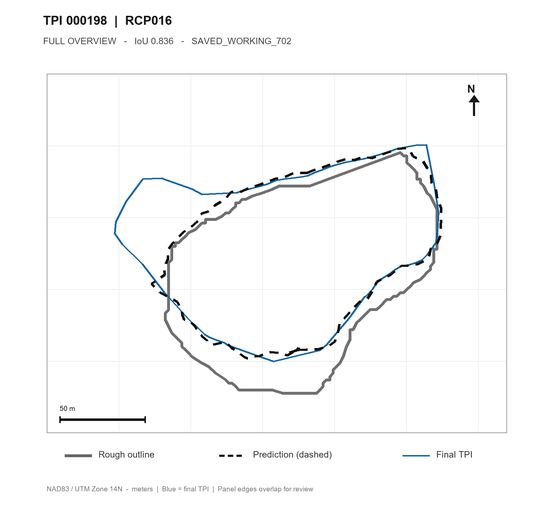 TPI 000198 | RCP016
FULL OVERVIEW - IoU 0.836 - SAVED_WORKING_702
N
50 m
Rough outline
Prediction (dashed)
Final TPI
NAD83 / UTM Zone 14N - meters | Blue = final TPI | Panel edges overlap for review